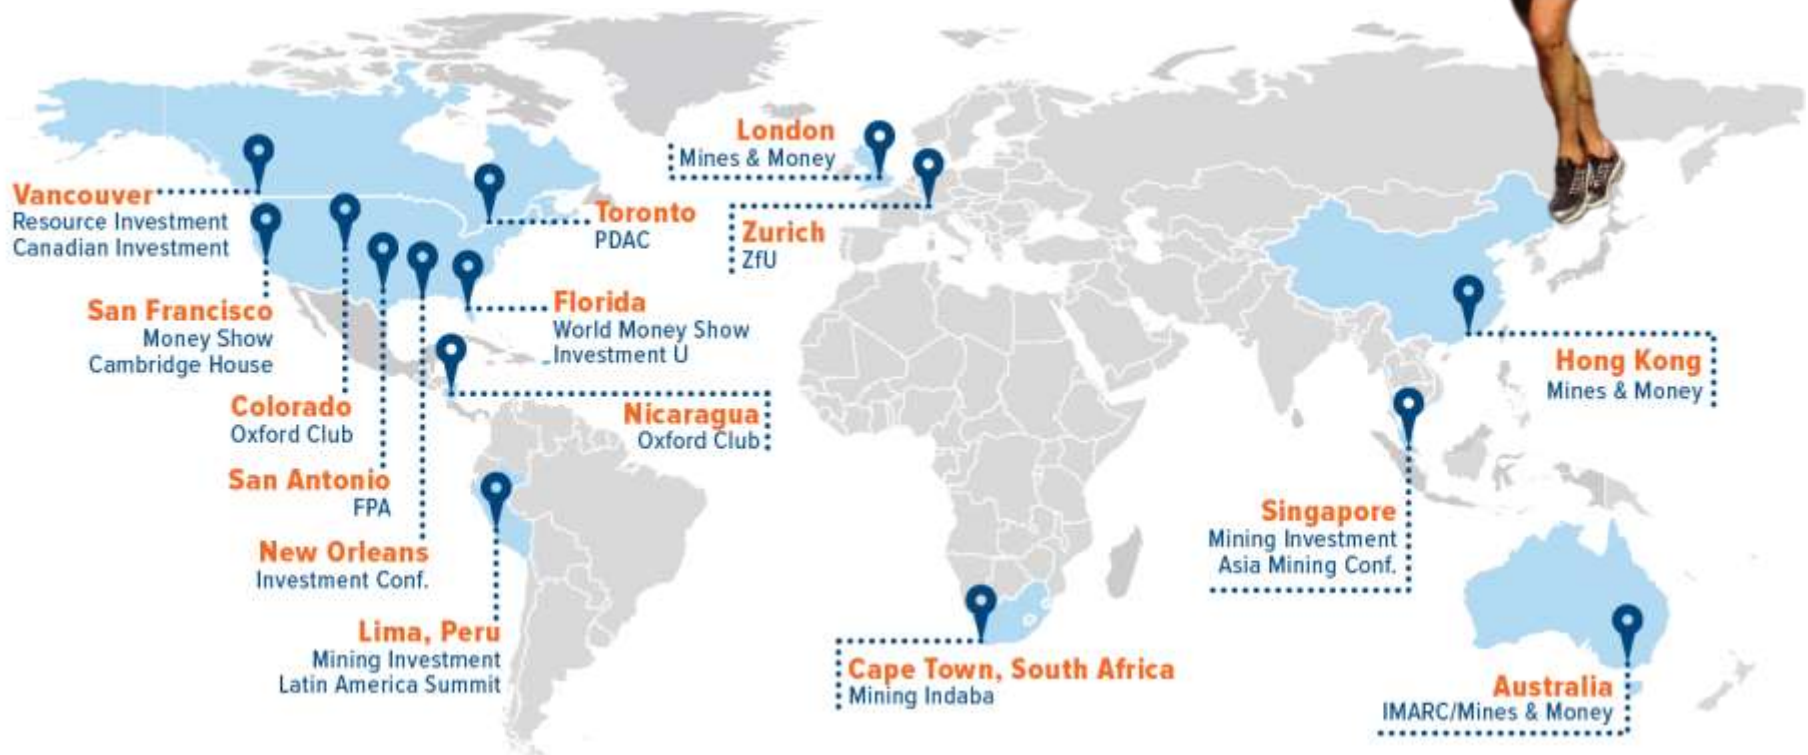 London
Mines & Money
Vancouver
Resource Investment
Canadian Investment
Toronto
PDAC
Zurich
ZfU
San Francisco
Money Show
Cambridge House
Florida
World Money Show
Investment U
Colorado
Oxford Club
Nicaragua
Oxford Club
Hong Kong
Mines & Money
San Antonio
FPA
New Orleans
Investment Conf.
Singapore
Mining Investment
Asia Mining Conf.
Lima, Peru
Mining Investment
Latin America Summit
Cape Town, South Africa
Mining Indaba
Australia
IMARC/Mines & Money